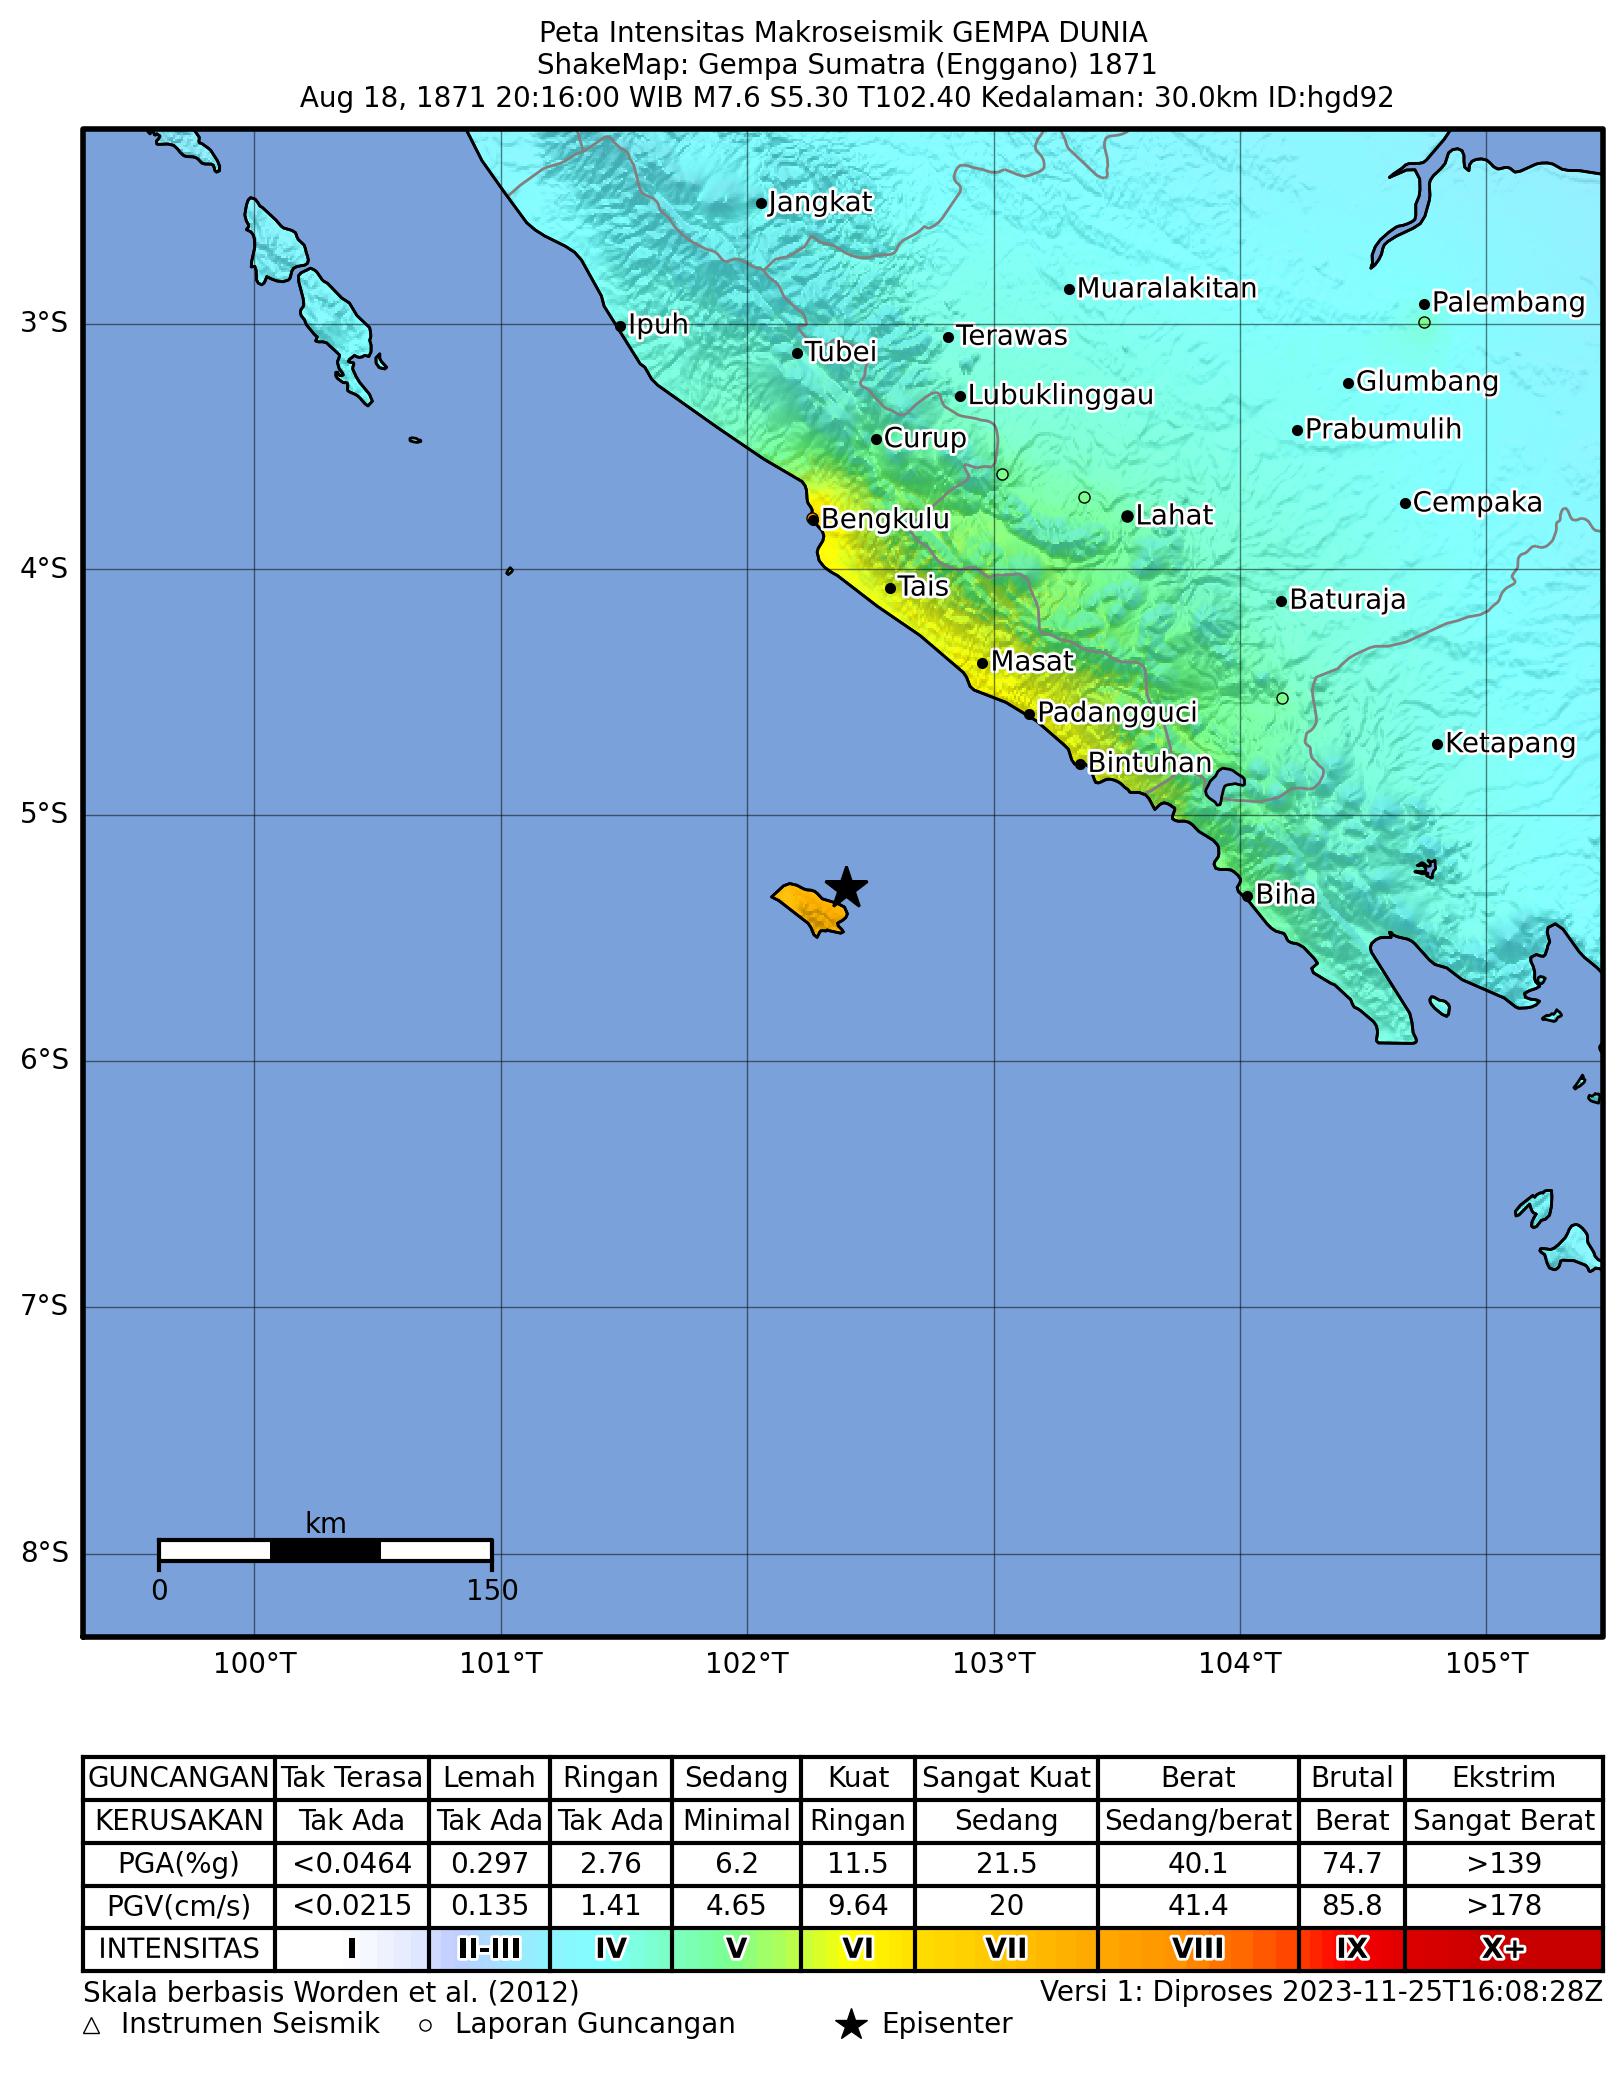 Peta Intensitas Makroseismik GEMPA DUNIA
ShakeMap: Gempa Sumatra (Enggano) 1871
Aug 18, 1871 20:16:00 WIB M7.6 S5.30 T102.40 Kedalaman: 30.0km ID:hgd92
Jangkat
Muaralakitan
Palembang
3°S
Ipuh
Terawas
Tubei
Glumbang
Lubuklinggau
Prabumulih
Curup
Cempaka
Lahat
Bengkulu
4°S
Tais
Baturaja
Masat
Padangguci
Ketapang
Bintuhan
5°S
Biha
6°S
7°S
km
8°S
0 150
100°T 101°T 102°T 103°T 104°T 105°T
GUNCANGAN Tak Terasa Lemah Ringan Sedang Kuat Sangat Kuat Berat Brutal Ekstrim
KERUSAKAN Tak Ada Tak Ada Tak Ada Minimal Ringan Sedang Sedang/berat Berat Sangat Berat
PGA(%g) <0.0464 0.297 2.76 6.2 11.5 21.5 40.1 74.7 >139
PGV(cm/s) <0.0215 0.135 1.41 4.65 9.64 20 41.4 85.8 >178
INTENSITAS I II-III IV V VI VII VIII IX X+
Skala berbasis Worden et al. (2012) Versi 1: Diproses 2023-11-25T16:08:28Z
Instrumen Seismik Laporan Guncangan Episenter